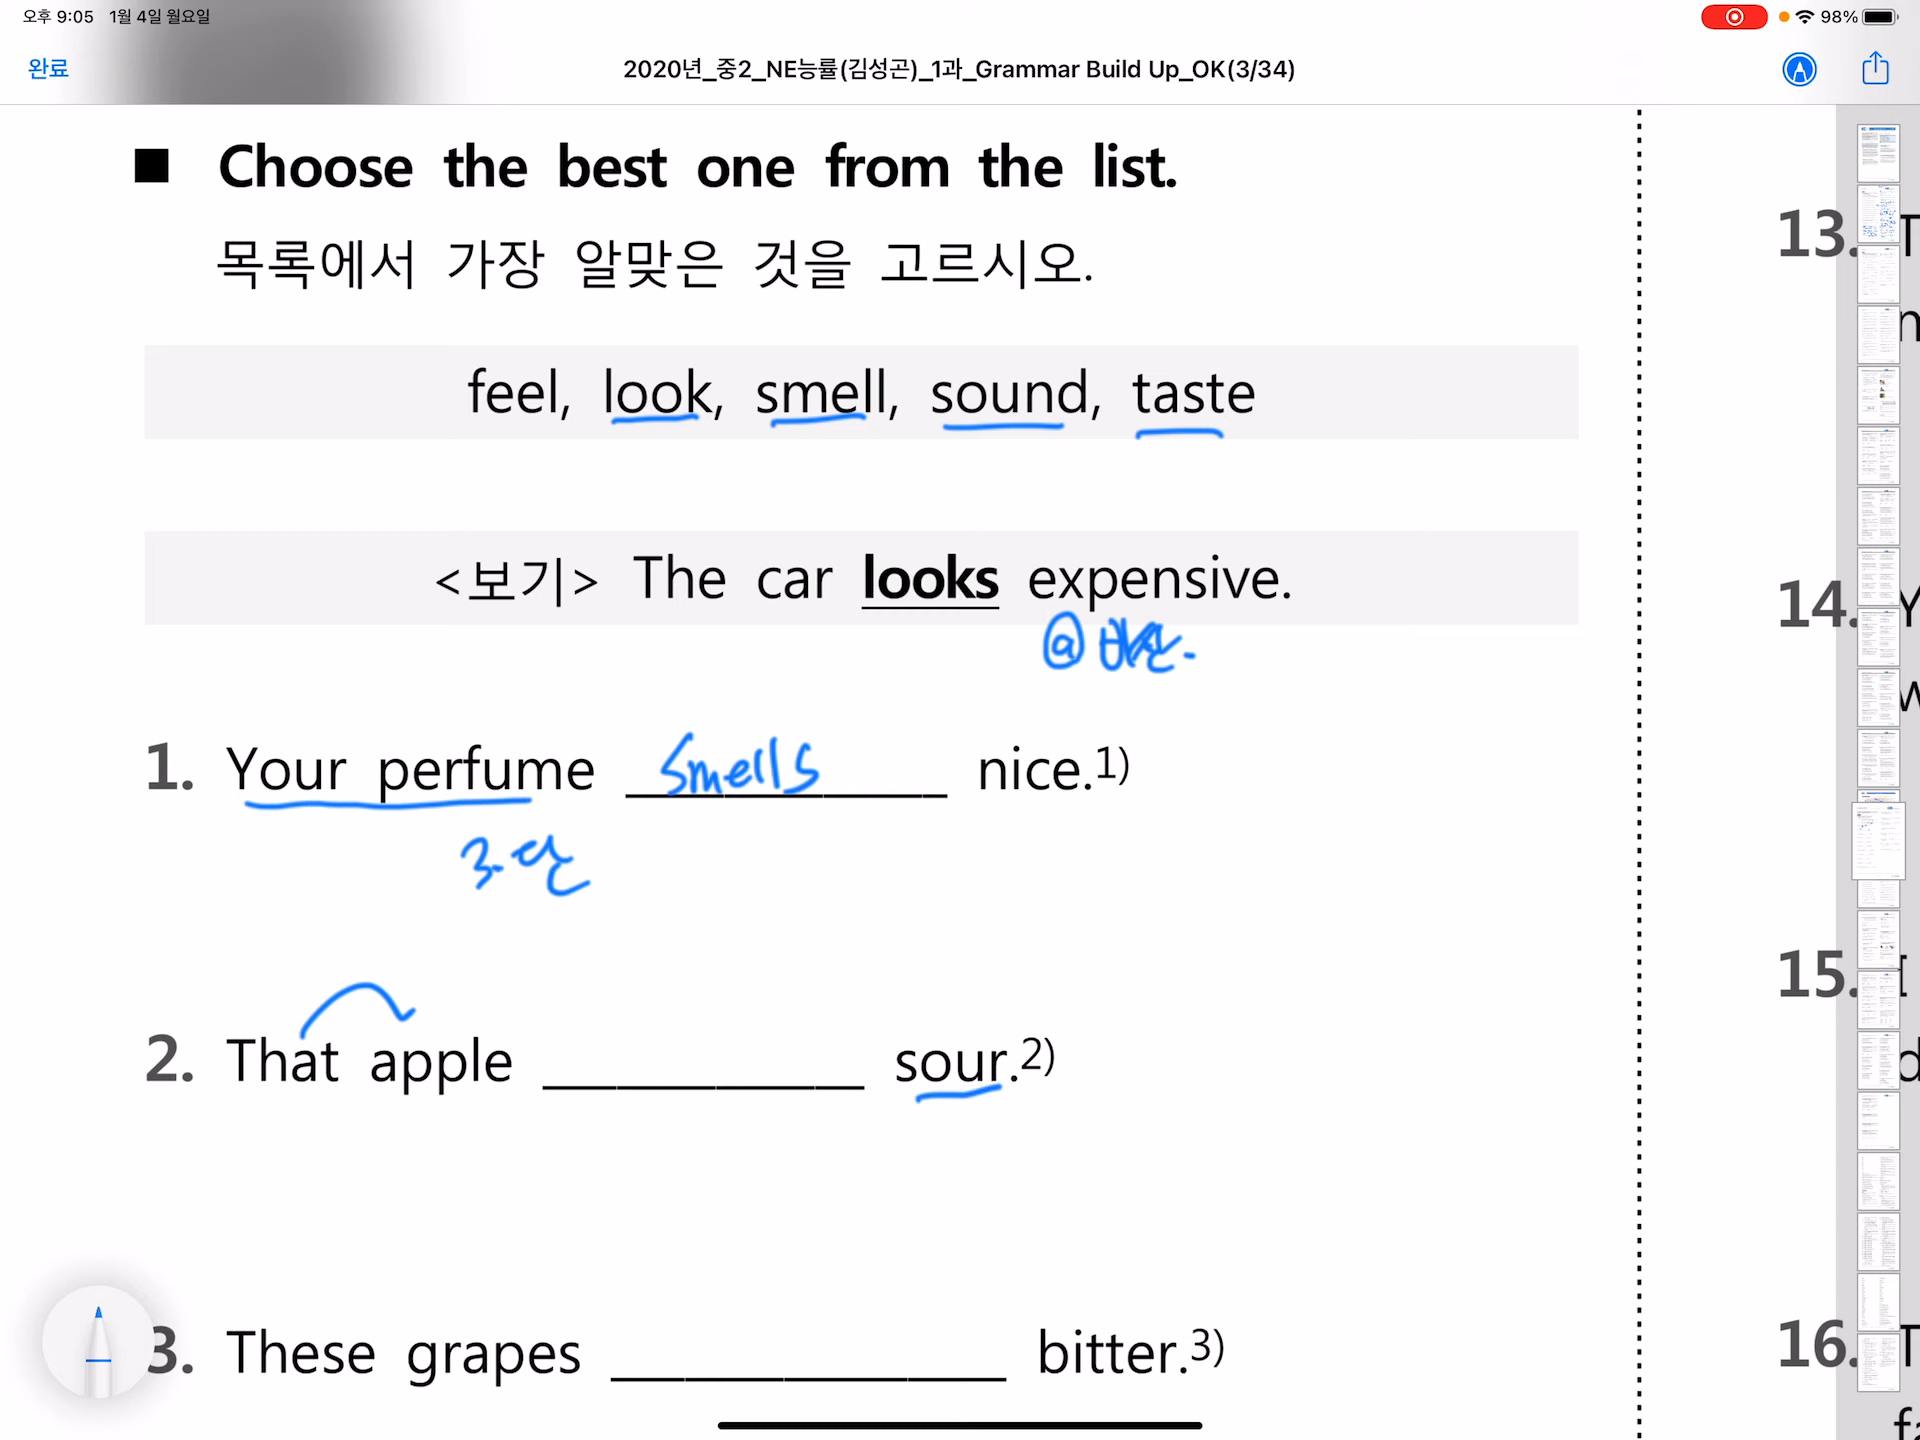 오후 9:05 1월 4일 월요일
98%
완료
2020년_중2_NE능률(김성곤)_1과_Grammar Build Up_OK(3/34)
■ Choose the best one from the list.
목록에서 가장 알맞은 것을 고르시오.
feel, look, smell, sound, taste
<보기> The car looks expensive.
ⓐ 비싼.
1. Your perfume smells nice.1)
3.단
2. That apple ____________ sour.2)
3. These grapes ____________ bitter.3)
13. T
14. Y
15. I
16. T